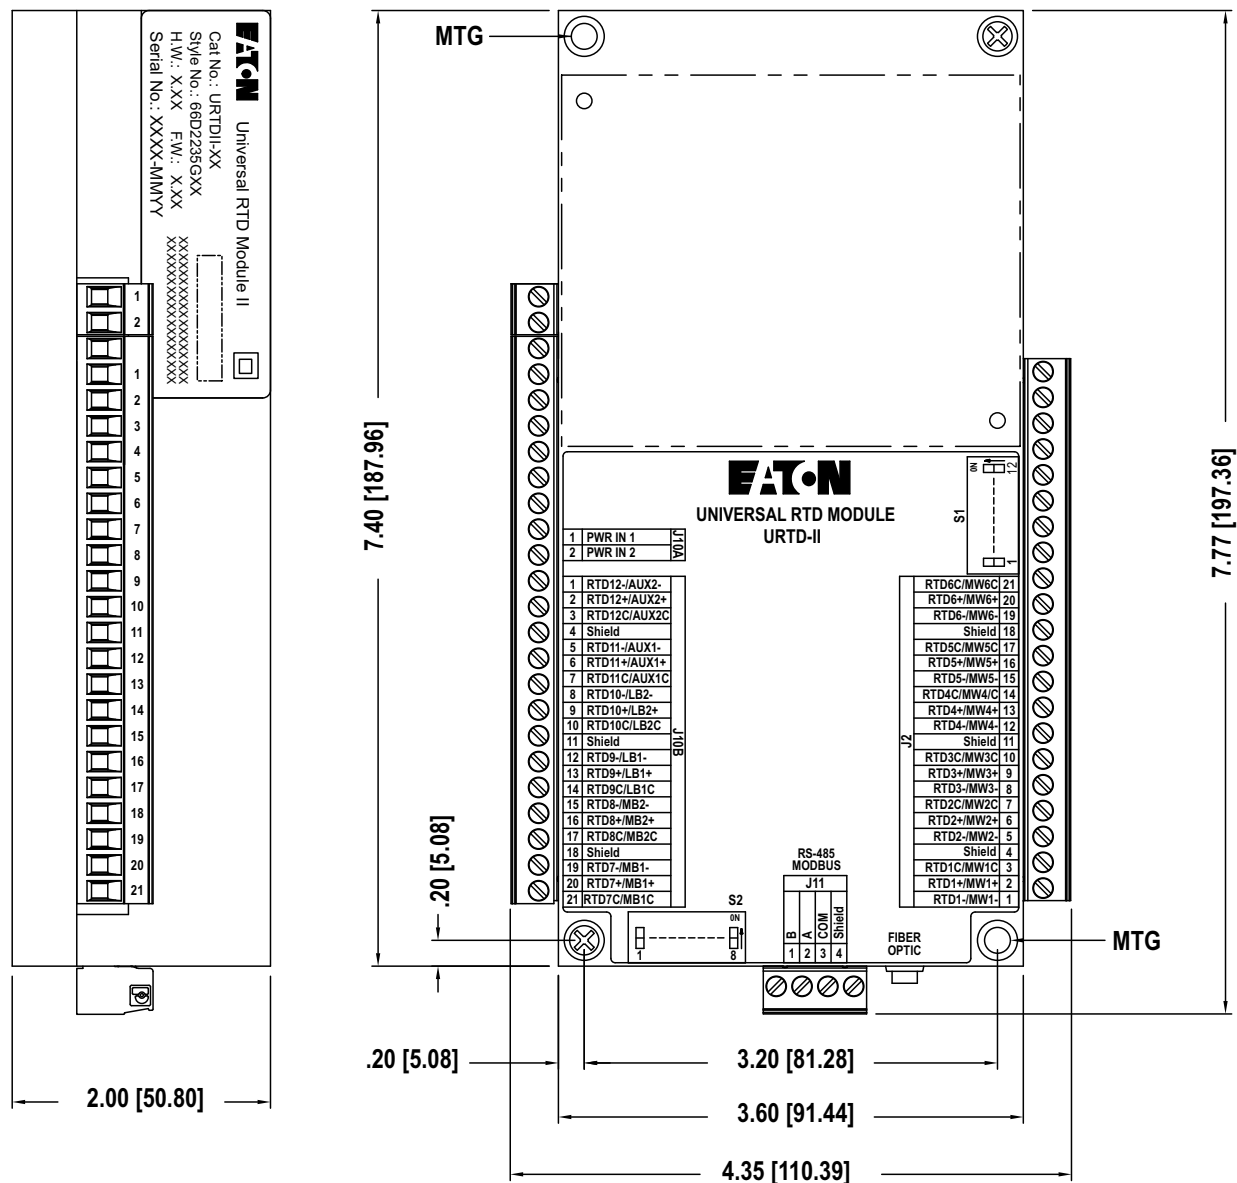 EATON
Universal RTD Module II
Cat No.: URTDII-XX
Style No.: 66D2235GXX
H.W.: X.XX F.W.: X.XX
Serial No.: XXXX-MMYY
1
2
1
2
3
4
5
6
7
8
9
10
11
12
13
14
15
16
17
18
19
20
21
2.00 [50.80]
MTG
7.40 [187.96]
7.77 [197.36]
EATON
UNIVERSAL RTD MODULE
URTD-II
S1
ON
12
1
J10A
1 PWR IN 1
2 PWR IN 2
J10B
1 RTD12-/AUX2-
2 RTD12+/AUX2+
3 RTD12C/AUX2C
4 Shield
5 RTD11-/AUX1-
6 RTD11+/AUX1+
7 RTD11C/AUX1C
8 RTD10-/LB2-
9 RTD10+/LB2+
10 RTD10C/LB2C
11 Shield
12 RTD9-/LB1-
13 RTD9+/LB1+
14 RTD9C/LB1C
15 RTD8-/MB2-
16 RTD8+/MB2+
17 RTD8C/MB2C
18 Shield
19 RTD7-/MB1-
20 RTD7+/MB1+
21 RTD7C/MB1C
J2
RTD6C/MW6C 21
RTD6+/MW6+ 20
RTD6-/MW6- 19
Shield 18
RTD5C/MW5C 17
RTD5+/MW5+ 16
RTD5-/MW5- 15
RTD4C/MW4/C 14
RTD4+/MW4+ 13
RTD4-/MW4- 12
Shield 11
RTD3C/MW3C 10
RTD3+/MW3+ 9
RTD3-/MW3- 8
RTD2C/MW2C 7
RTD2+/MW2+ 6
RTD2-/MW2- 5
Shield 4
RTD1C/MW1C 3
RTD1+/MW1+ 2
RTD1-/MW1- 1
RS-485
MODBUS
J11
B
A
COM
Shield
1 2 3 4
S2
ON
1 8
FIBER
OPTIC
MTG
.20 [5.08]
.20 [5.08]
3.20 [81.28]
3.60 [91.44]
4.35 [110.39]